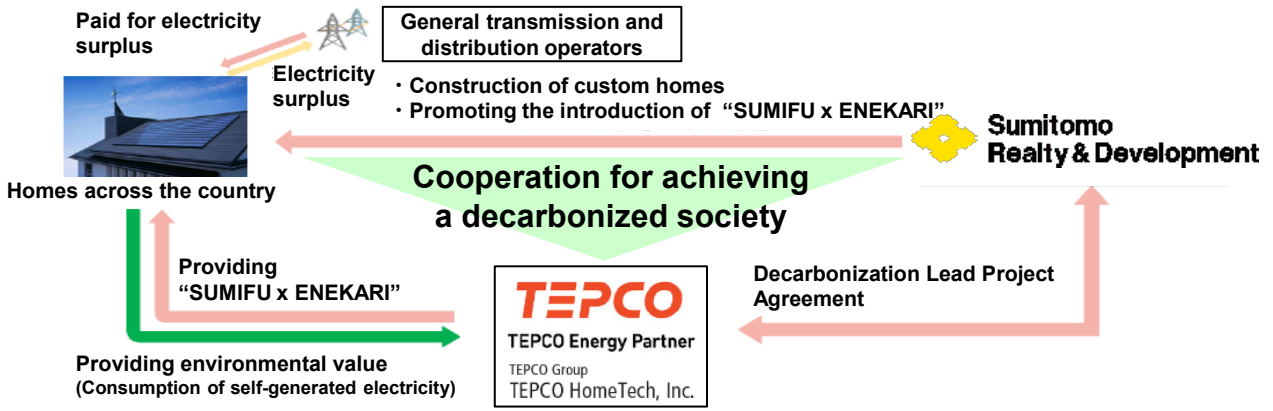 Paid for electricity
surplus
General transmission and
distribution operators
Electricity
surplus
・Construction of custom homes
・Promoting the introduction of “SUMIFU x ENEKARI”
Sumitomo
Realty & Development
Homes across the country
Cooperation for achieving
a decarbonized society
Providing
“SUMIFU x ENEKARI”
Decarbonization Lead Project
Agreement
TEPCO
TEPCO Energy Partner
TEPCO Group
TEPCO HomeTech, Inc.
Providing environmental value
(Consumption of self-generated electricity)